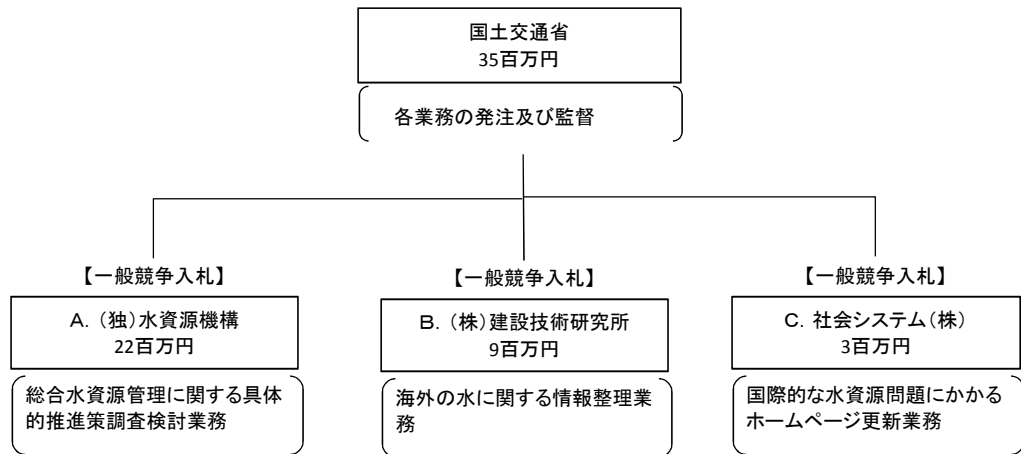 国土交通省
35百万円
各業務の発注及び監督
【一般競争入札】
【一般競争入札】
【一般競争入札】
A.（独）水資源機構
22百万円
B.（株）建設技術研究所
9百万円
C. 社会システム（株）
3百万円
総合水資源管理に関する具体
的推進策調査検討業務
海外の水に関する情報整理業
務
国際的な水資源問題にかかる
ホームページ更新業務